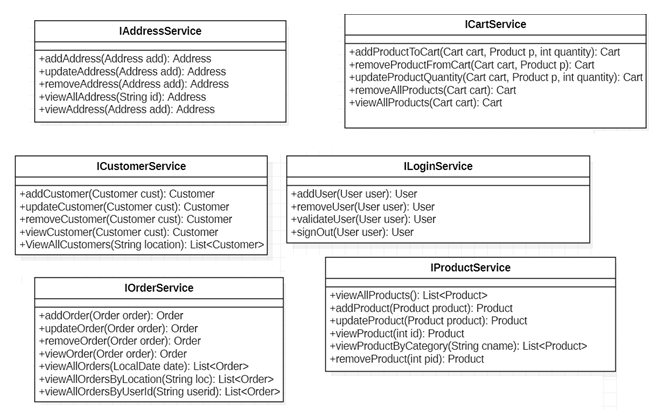 IAddressService
+addAddress(Address add): Address
+updateAddress(Address add): Address
+removeAddress(Address add): Address
+viewAllAddress(String id): Address
+viewAddress(Address add): Address
ICartService
+addProductToCart(Cart cart, Product p, int quantity): Cart
+removeProductFromCart(Cart cart, Product p): Cart
+updateProductQuantity(Cart cart, Product p, int quantity): Cart
+removeAllProducts(Cart cart): Cart
+viewAllProducts(Cart cart): Cart
ICustomerService
+addCustomer(Customer cust): Customer
+updateCustomer(Customer cust): Customer
+removeCustomer(Customer cust): Customer
+viewCustomer(Customer cust): Customer
+ViewAllCustomers(String location): List<Customer>
ILoginService
+addUser(User user): User
+removeUser(User user): User
+validateUser(User user): User
+signOut(User user): User
IOrderService
+addOrder(Order order): Order
+updateOrder(Order order): Order
+removeOrder(Order order): Order
+viewOrder(Order order): Order
+viewAllOrders(LocalDate date): List<Order>
+viewAllOrdersByLocation(String loc): List<Order>
+viewAllOrdersByUserId(String userid): List<Order>
IProductService
+viewAllProducts(): List<Product>
+addProduct(Product product): Product
+updateProduct(Product product): Product
+viewProduct(int id): Product
+viewProductByCategory(String cname): List<Product>
+removeProduct(int pid): Product